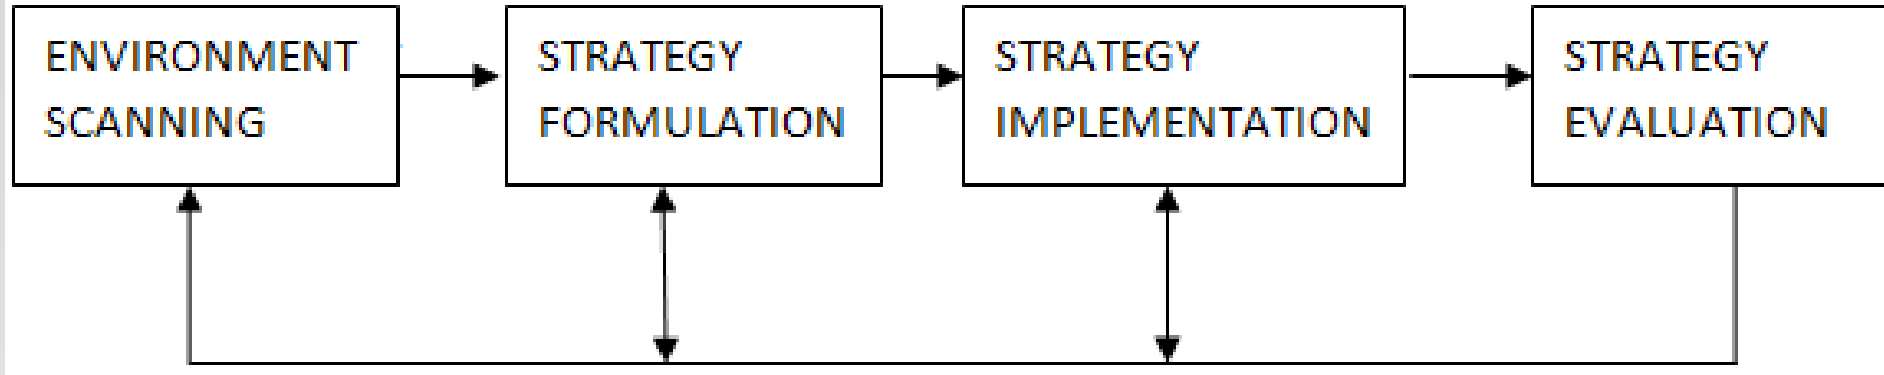 ENVIRONMENT
SCANNING
STRATEGY
FORMULATION
STRATEGY
IMPLEMENTATION
STRATEGY
EVALUATION